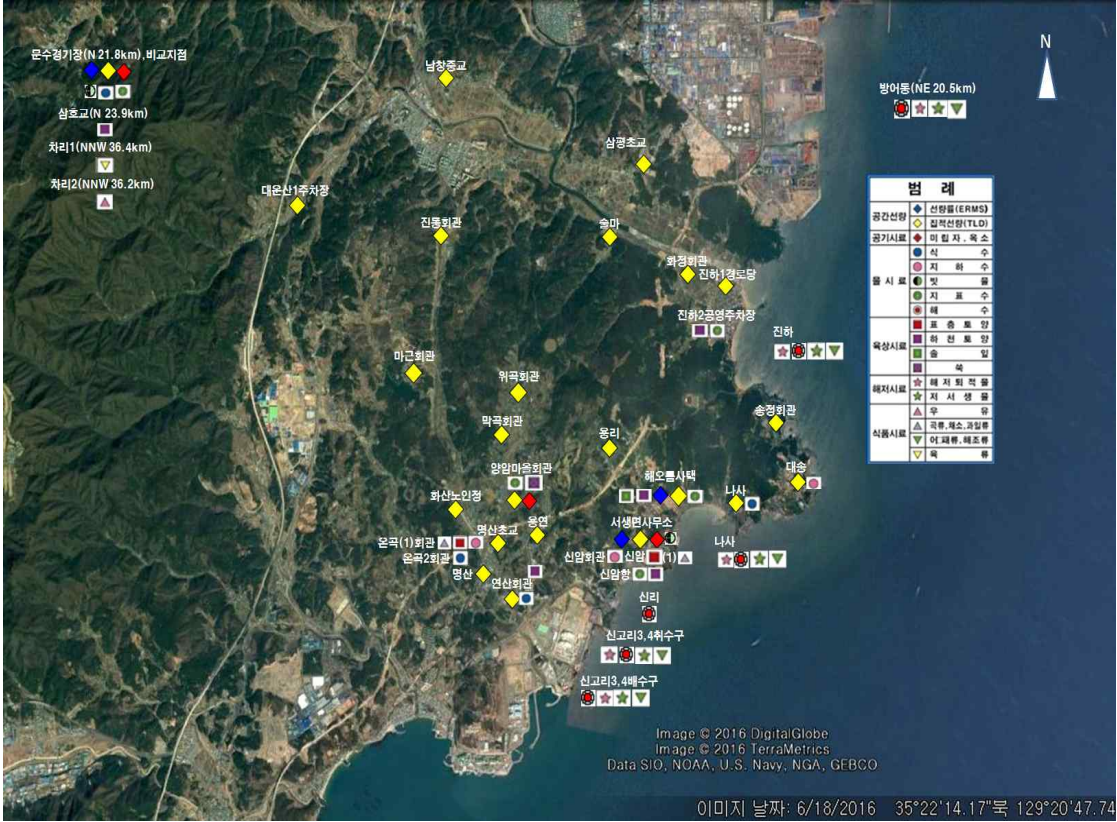 문수경기장(N 21.8km),비교지점
삼호교(N 23.9km)
차리1(NNW 36.4km)
차리2(NNW 36.2km)
남창중교
삼평초교
방어동(NE 20.5km)
N
대운산1주차장
진동회관
술마
화정회관
진하1경로당
진하2공영주차장
진하
마근회관
위곡회관
막곡회관
용리
송정회관
양암마을회관
해오름사택
나사
대송
화산노인정
명산초교
용연
서생면사무소
온곡(1)회관
온곡2회관
신암회관
신암 (1)
나사
명산
연산회관
신암항
신리
신고리3,4취수구
신고리3,4배수구
범 례
공간선량
선량률(ERMS)
집적선량(TLD)
공기시료
미립자.옥소
물시료
식 수
지 하 수
빗 물
지 표 수
해 수
육상시료
표 층 토 양
하 천 토 양
솔 잎
쑥
해저시료
해 저 퇴 적 물
저 서 생 물
식품시료
우 유
곡류,채소,과일류
어패류,해조류
육 류
Image © 2016 DigitalGlobe
Image © 2016 TerraMetrics
Data SIO, NOAA, U.S. Navy, NGA, GEBCO
이미지 날짜: 6/18/2016 35°22'14.17"북 129°20'47.74